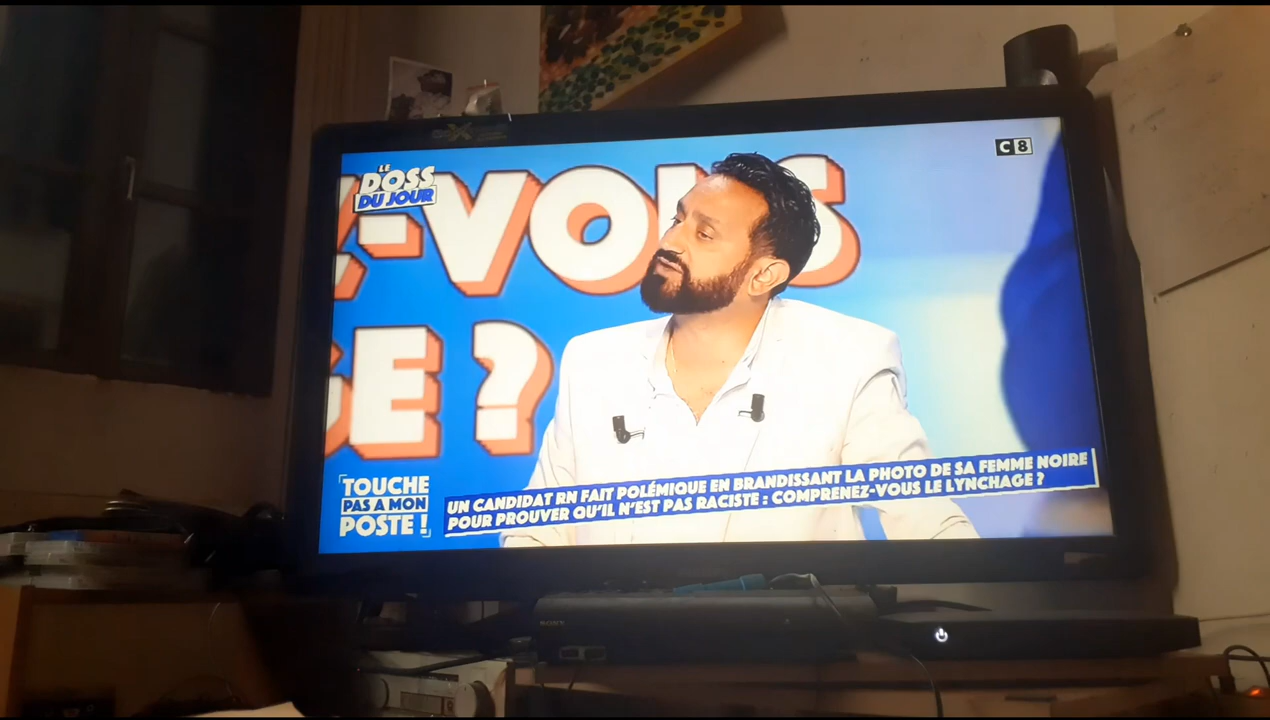 LE
DOSS
DU JOUR
C8
-VOUS
GE ?
TOUCHE
PAS A MON
POSTE !
UN CANDIDAT RN FAIT POLÉMIQUE EN BRANDISSANT LA PHOTO DE SA FEMME NOIRE
POUR PROUVER QU'IL N'EST PAS RACISTE : COMPRENEZ-VOUS LE LYNCHAGE ?
SONY